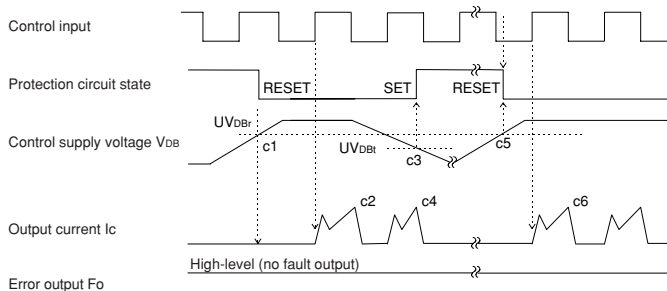 Control input
Protection circuit state
RESET
SET
RESET
UVDBr
Control supply voltage VDB
c1
UVDBt
c3
c5
Output current Ic
c2
c4
c6
High-level (no fault output)
Error output Fo